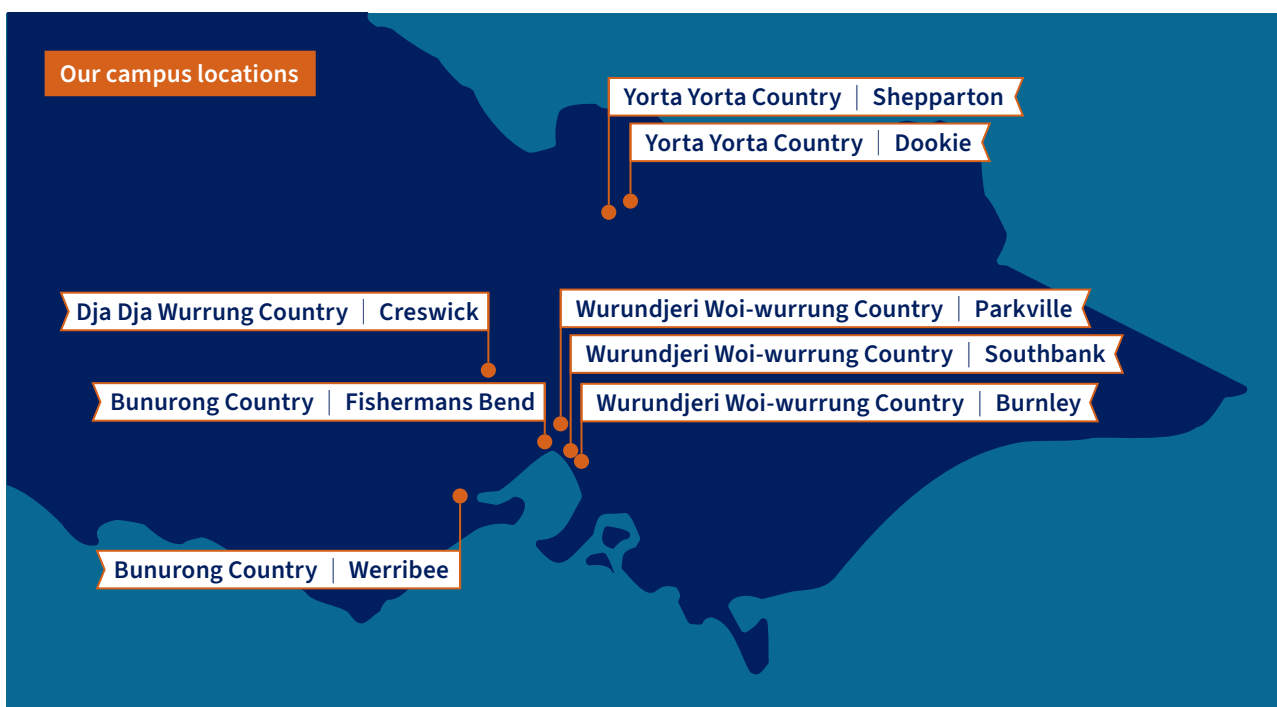 Our campus locations
Yorta Yorta Country | Shepparton
Yorta Yorta Country | Dookie
Dja Dja Wurrung Country | Creswick
Wurundjeri Woi-wurrung Country | Parkville
Wurundjeri Woi-wurrung Country | Southbank
Bunurong Country | Fishermans Bend
Wurundjeri Woi-wurrung Country | Burnley
Bunurong Country | Werribee